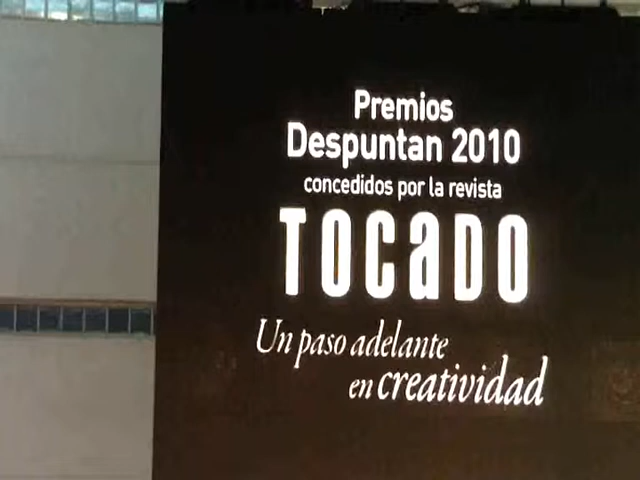 Premios
Despuntan 2010
concedidos por la revista
TOCaDO
Un paso adelante
en creatividad